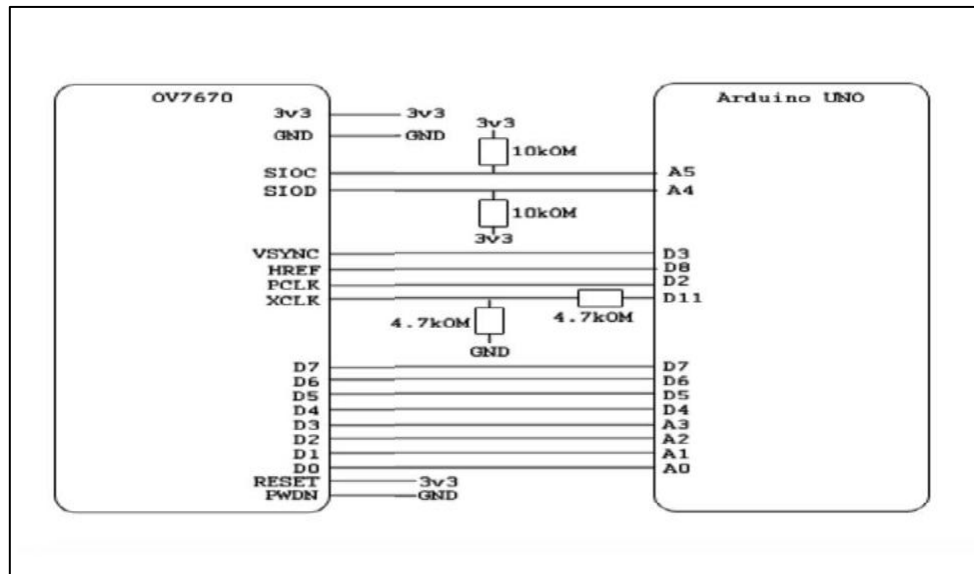 OV7670
Arduino UNO
3v3 3v3
GND GND
3v3
10kOM
SIOC A5
SIOD A4
10kOM
3v3
VSYNC D3
HREF D8
PCLK D2
XCLK D11
4.7kOM 4.7kOM
GND
D7 D7
D6 D6
D5 D5
D4 D4
D3 A3
D2 A2
D1 A1
D0 A0
RESET 3v3
PWDN GND